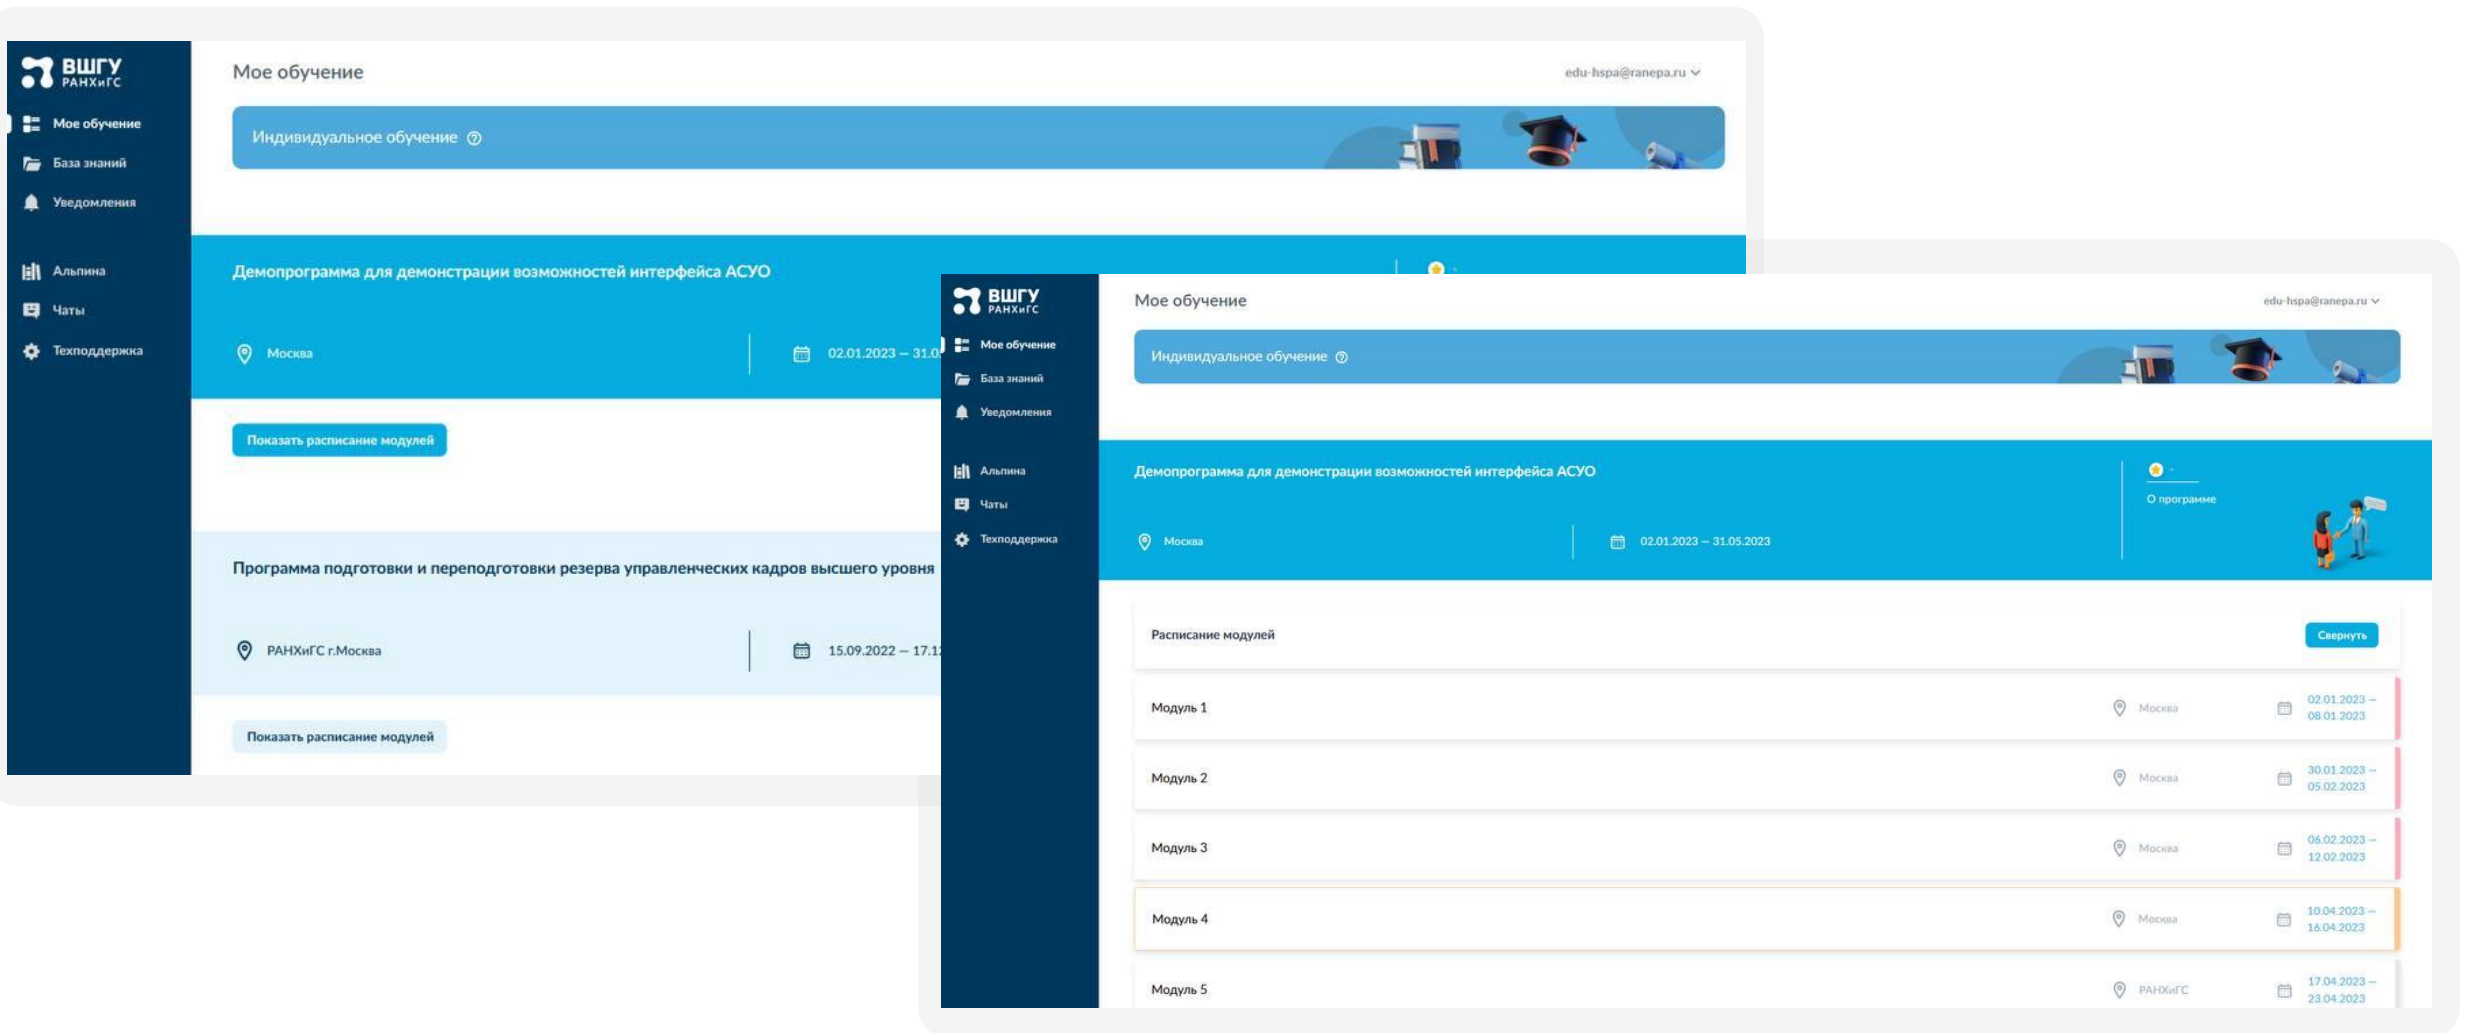 ВШГУ
РАНХиГС
Мое обучение
База знаний
Уведомления
Альпина
Чаты
Техподдержка
Мое обучение
edu-hspa@ranepa.ru
Индивидуальное обучение
Демопрограмма для демонстрации возможностей интерфейса АСУО
Москва
02.01.2023 – 31.0
Показать расписание модулей
Программа подготовки и переподготовки резерва управленческих кадров высшего уровня
РАНХиГС г.Москва
15.09.2022 – 17.1
Показать расписание модулей
ВШГУ
РАНХиГС
Мое обучение
База знаний
Уведомления
Альпина
Чаты
Техподдержка
Мое обучение
edu-hspa@ranepa.ru
Индивидуальное обучение
Демопрограмма для демонстрации возможностей интерфейса АСУО
-
О программе
Москва
02.01.2023 – 31.05.2023
Расписание модулей
Свернуть
Модуль 1
Москва
02.01.2023 –
08.01.2023
Модуль 2
Москва
30.01.2023 –
05.02.2023
Модуль 3
Москва
06.02.2023 –
12.02.2023
Модуль 4
Москва
10.04.2023 –
16.04.2023
Модуль 5
РАНХиГС
17.04.2023 –
23.04.2023